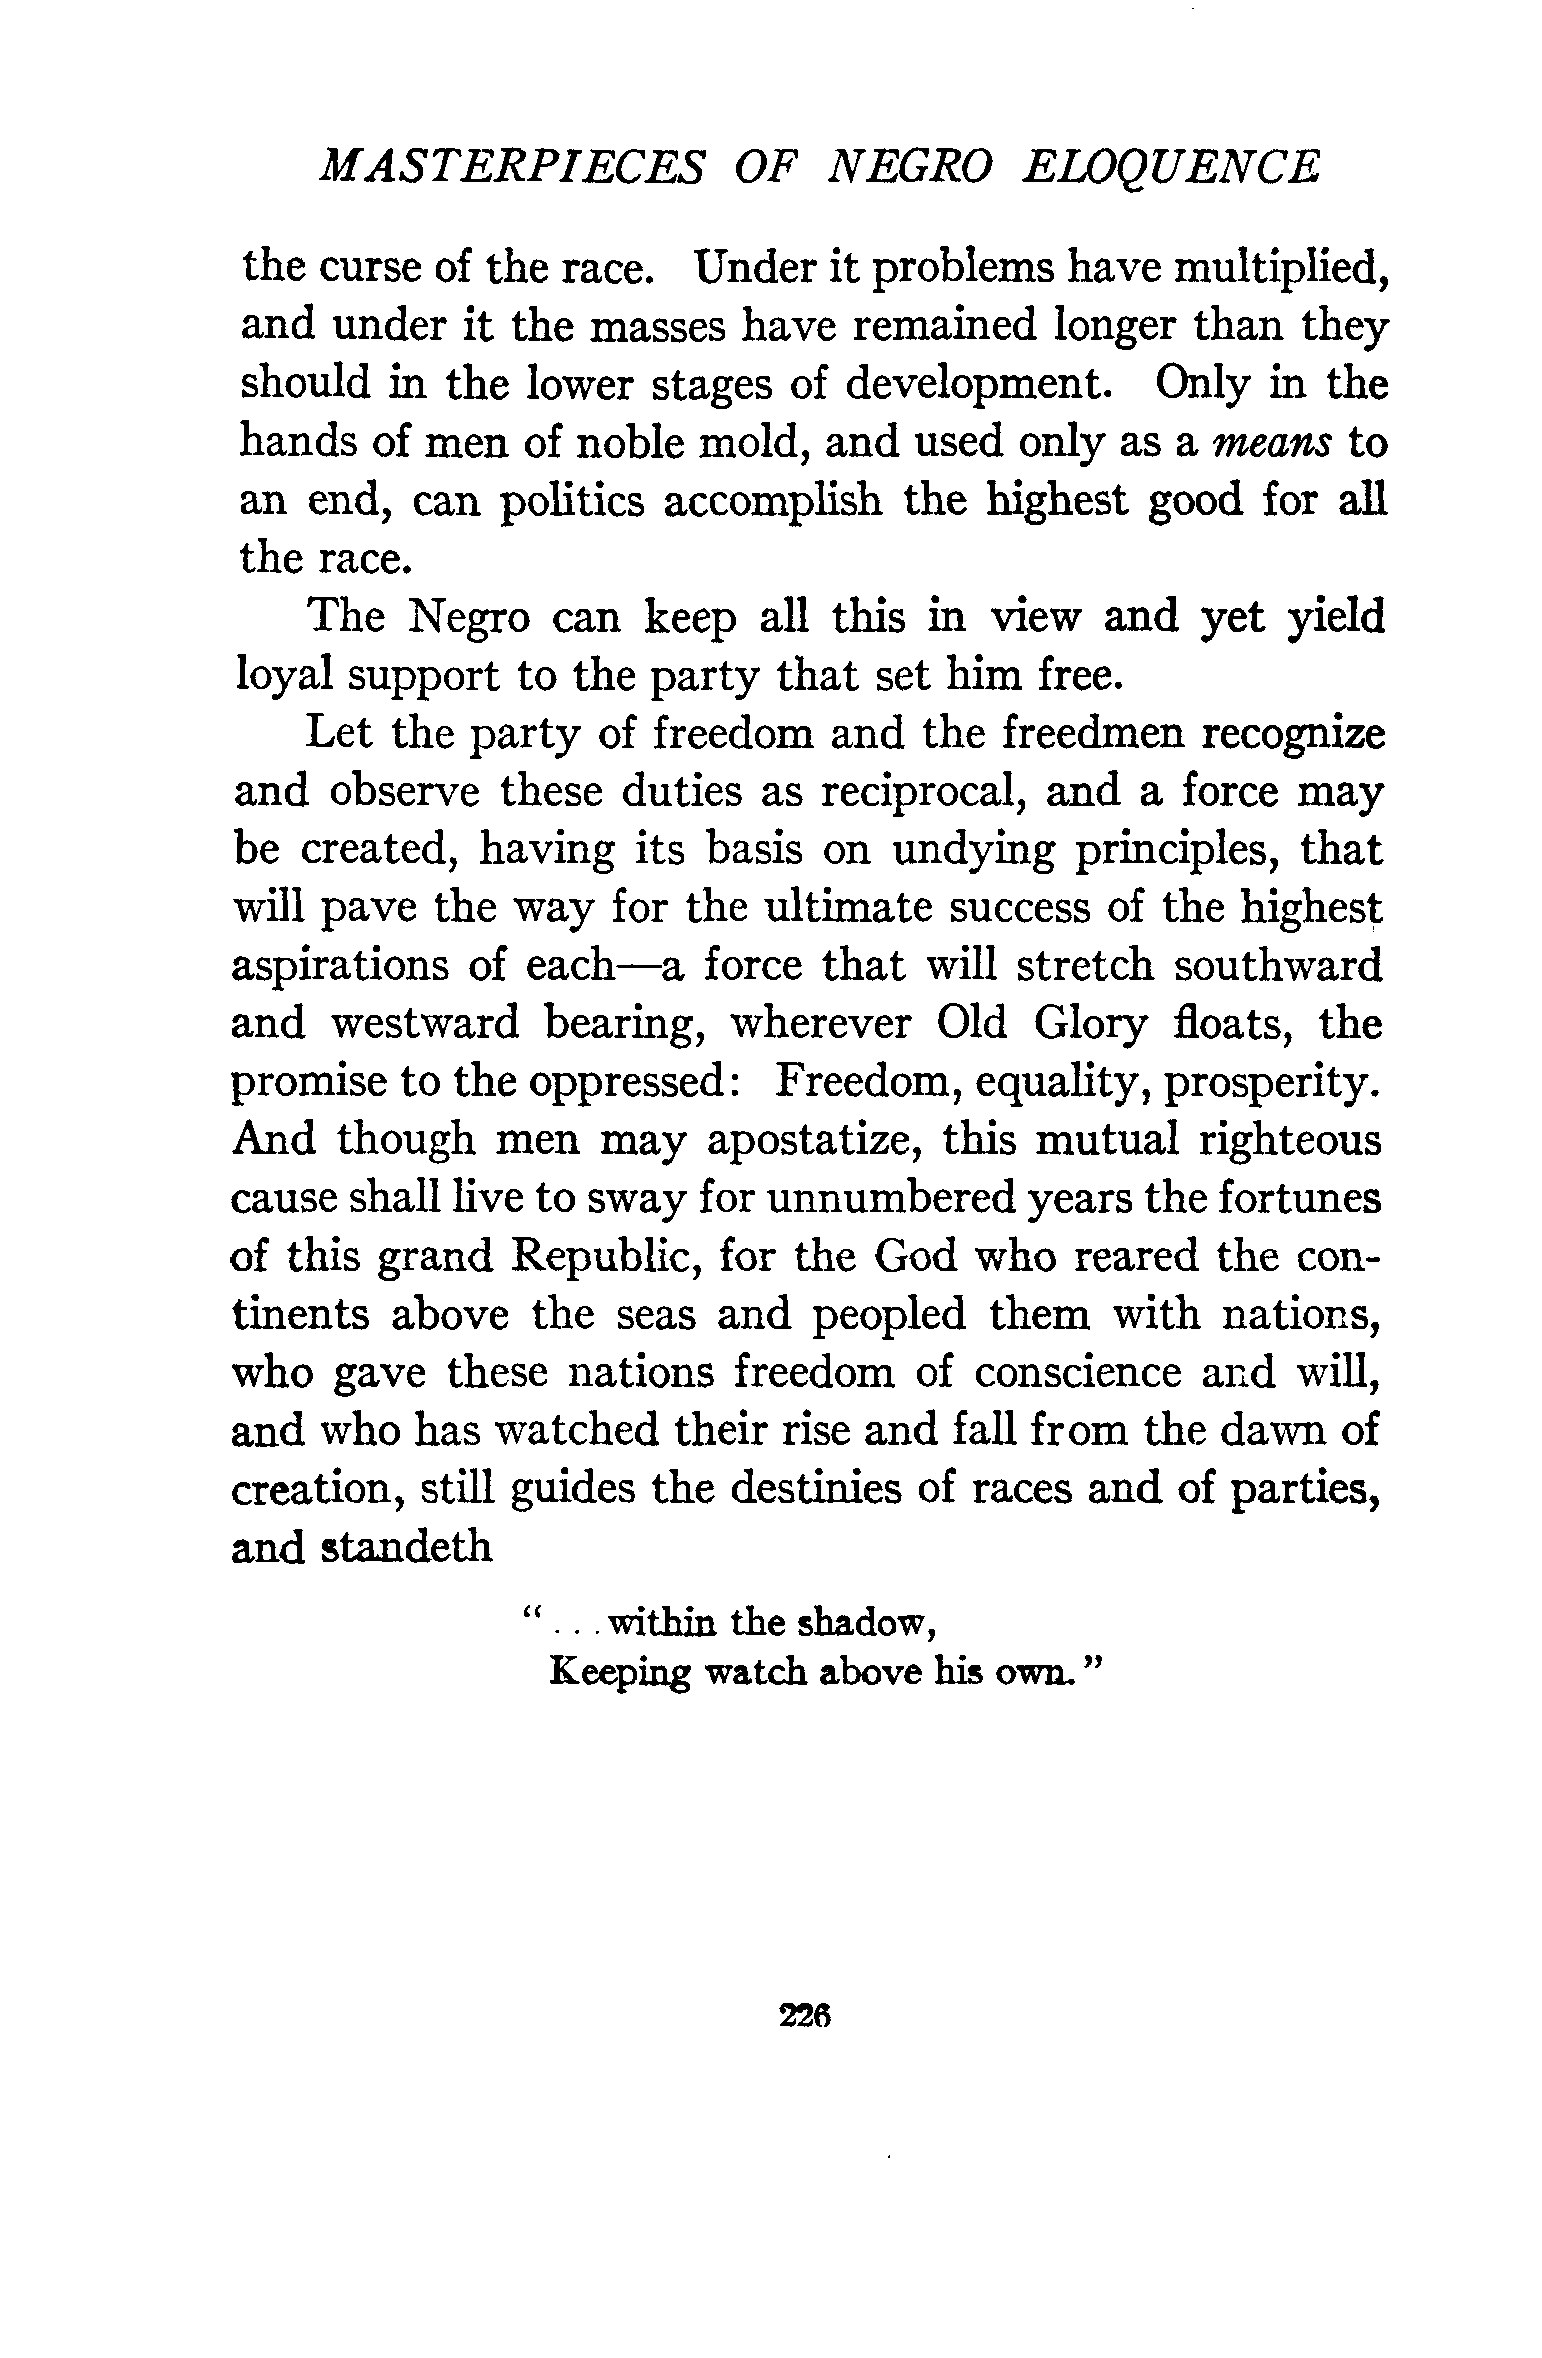 MASTERPIECES OF NEGRO ELOQUENCE
the curse of the race. Under it problems have multiplied,
and under it the masses have remained longer than they
should in the lower stages of development. Only in the
hands of men of noble mold, and used only as a means to
an end, can politics accomplish the highest good for all
the race.
The Negro can keep all this in view and yet yield
loyal support to the party that set him free.
Let the party of freedom and the freedmen recognize
and observe these duties as reciprocal, and a force may
be created, having its basis on undying principles, that
will pave the way for the ultimate success of the highest
aspirations of each—a force that will stretch southward
and westward bearing, wherever Old Glory floats, the
promise to the oppressed: Freedom, equality, prosperity.
And though men may apostatize, this mutual righteous
cause shall live to sway for unnumbered years the fortunes
of this grand Republic, for the God who reared the con-
tinents above the seas and peopled them with nations,
who gave these nations freedom of conscience and will,
and who has watched their rise and fall from the dawn of
creation, still guides the destinies of races and of parties,
and standeth
“ . . . within the shadow,
Keeping watch above his own.”
226